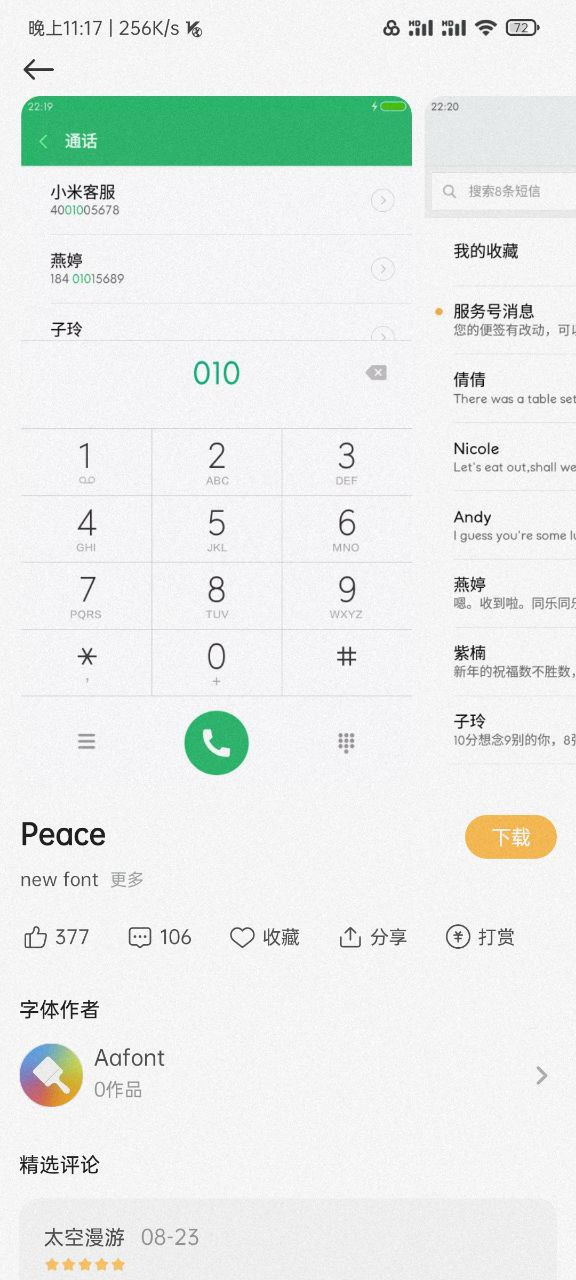 晚上11:17 | 256K/s
72
22:19
通话
小米客服
4001005678
燕婷
184 01015689
子玲
010
1
2 ABC
3 DEF
4 GHI
5 JKL
6 MNO
7 PQRS
8 TUV
9 WXYZ
* ,
0 +
#
22:20
搜索8条短信
我的收藏
服务号消息
您的便签有改动，可以
倩倩
There was a table set
Nicole
Let's eat out,shall we
Andy
I guess you're some lu
燕婷
嗯。收到啦。同乐同乐
紫楠
新年的祝福数不胜数，
子玲
10分想念9别的你，8张
Peace
下载
new font 更多
377 106 收藏 分享 打赏
字体作者
Aafont
0作品
精选评论
太空漫游 08-23